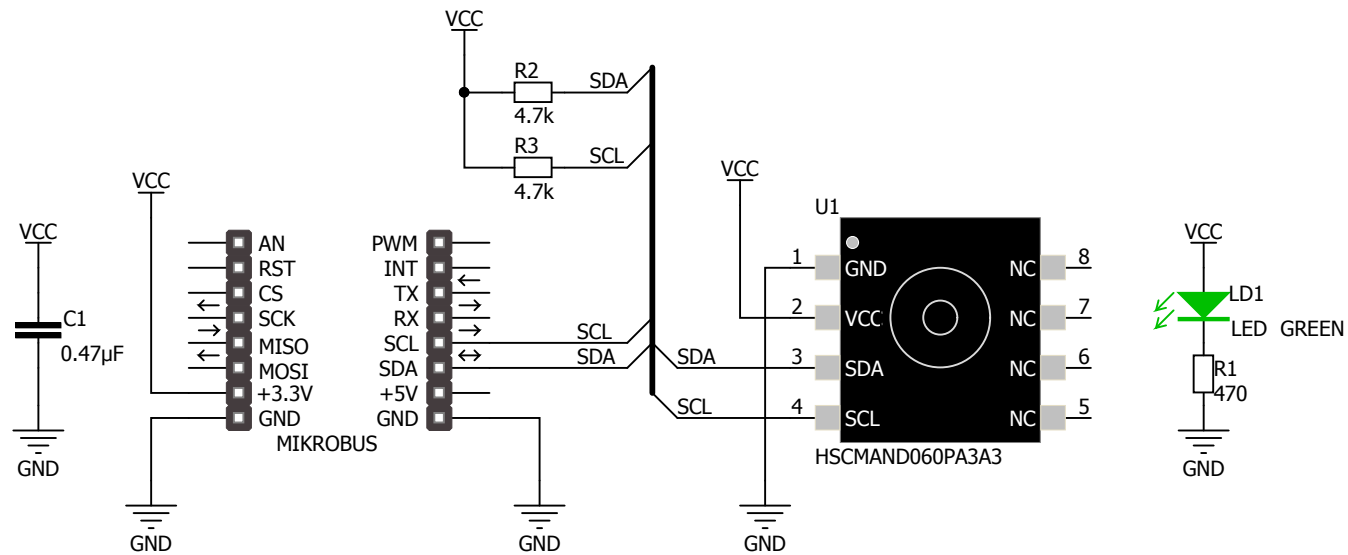 VCC
R2
SDA
4.7k
R3
SCL
4.7k
VCC
VCC
VCC
VCC
C1
0.47µF
GND
AN
RST
CS
SCK
MISO
MOSI
+3.3V
GND
PWM
INT
TX
RX
SCL
SDA
+5V
GND
MIKROBUS
GND
GND
SCL
SDA
SDA
SCL
U1
1
2
3
4
GND
VCC
SDA
SCL
NC
NC
NC
NC
8
7
6
5
HSCMAND060PA3A3
GND
LD1
LED GREEN
R1
470
GND